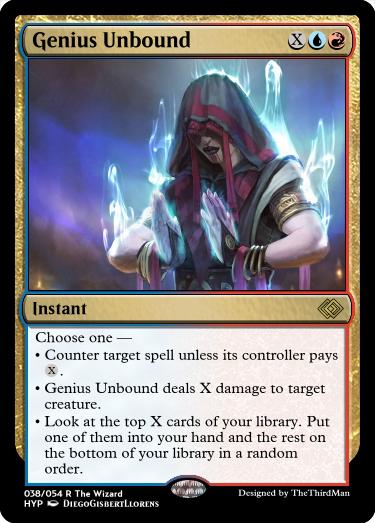 Genius Unbound X
Instant
Choose one —
• Counter target spell unless its controller pays
X.
• Genius Unbound deals X damage to target
creature.
• Look at the top X cards of your library. Put
one of them into your hand and the rest on
the bottom of your library in a random
order.
038/054 R The Wizard Designed by TheThirdMan
HYP DiegoGisbertLlorens